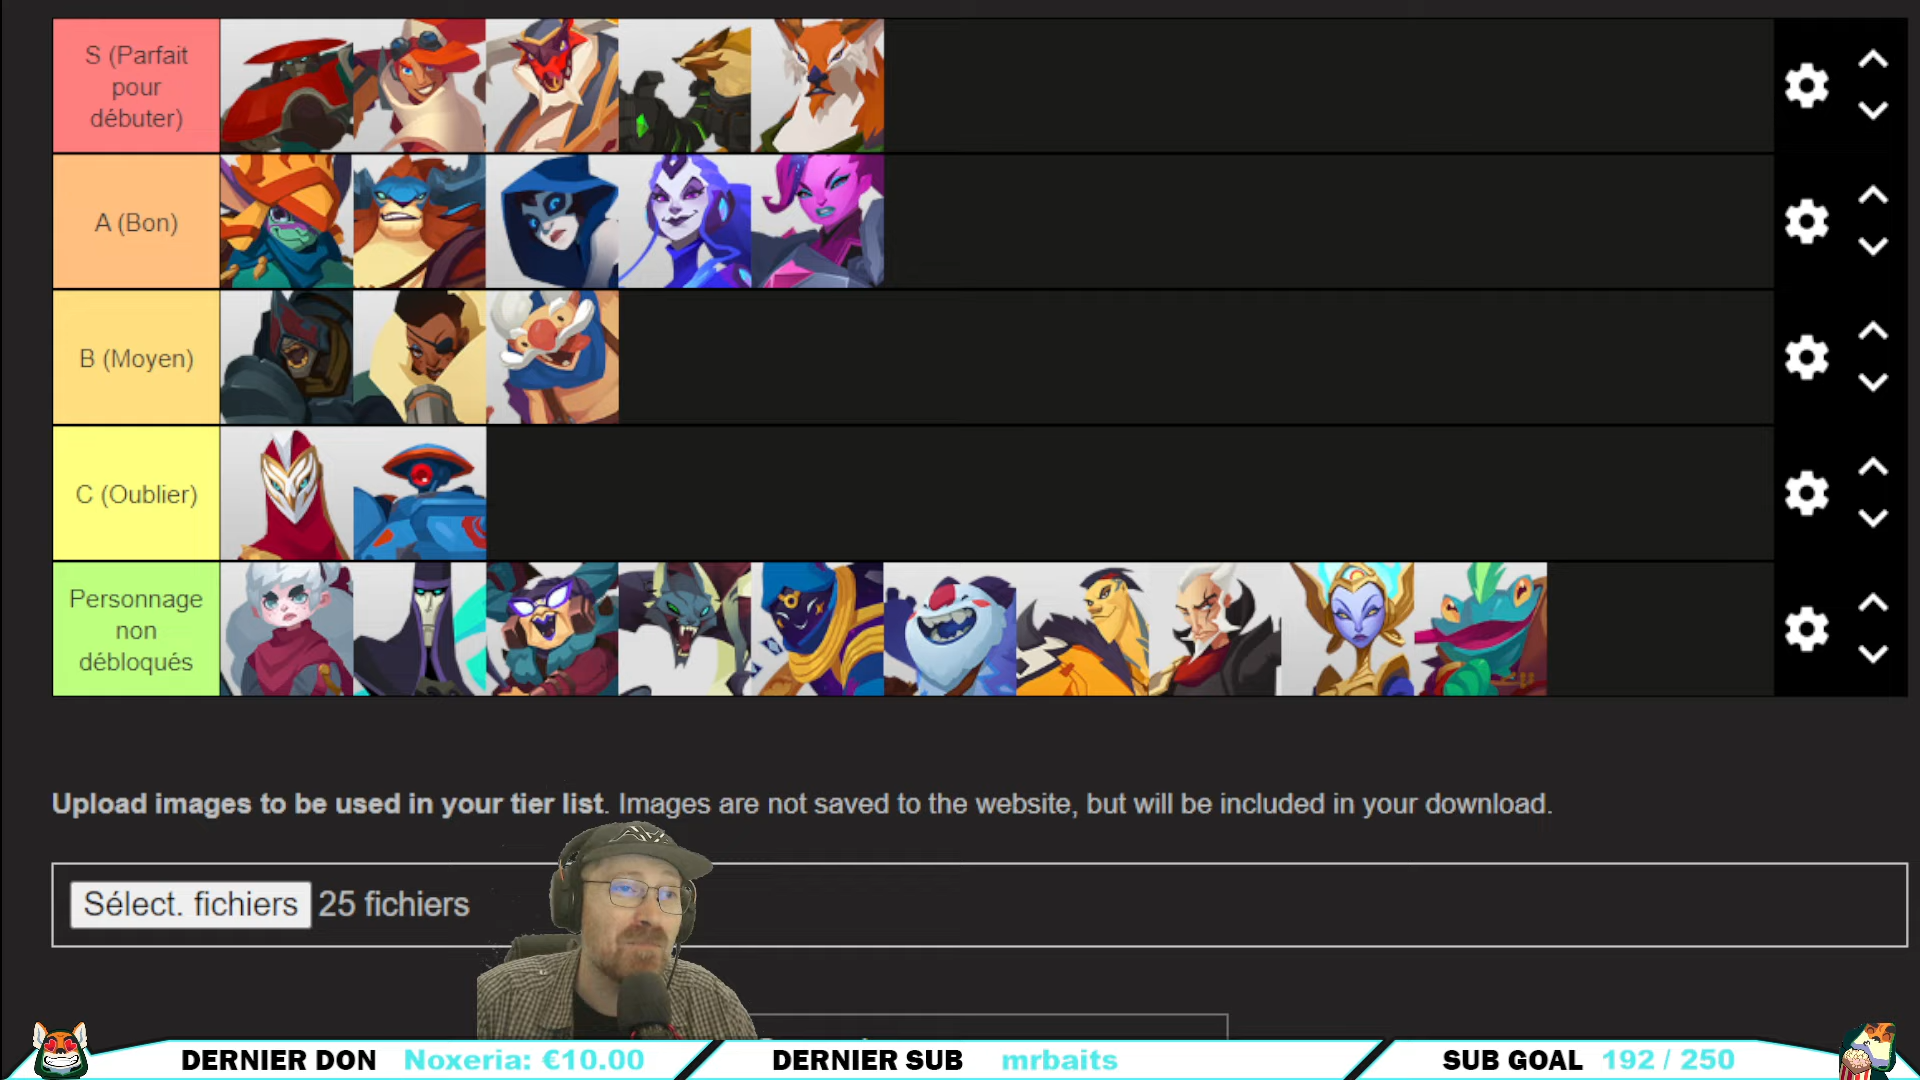 S (Parfait
pour
débuter)
A (Bon)
B (Moyen)
C (Oublier)
Personnage
non
débloqués
Upload images to be used in your tier list. Images are not saved to the website, but will be included in your download.
Sélect. fichiers 25 fichiers
DERNIER DON Noxeria: €10.00 DERNIER SUB mrbaits SUB GOAL 192 / 250